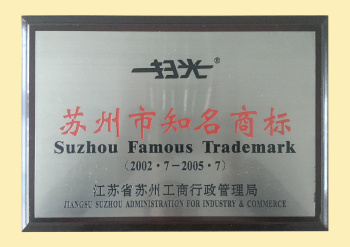 一扫光®
苏州市知名商标
Suzhou Famous Trademark
(2002·7-2005·7)
江苏省苏州工商行政管理局
JIANGSU SUZHOU ADMINISTRATION FOR INDUSTRY & COMMERCE